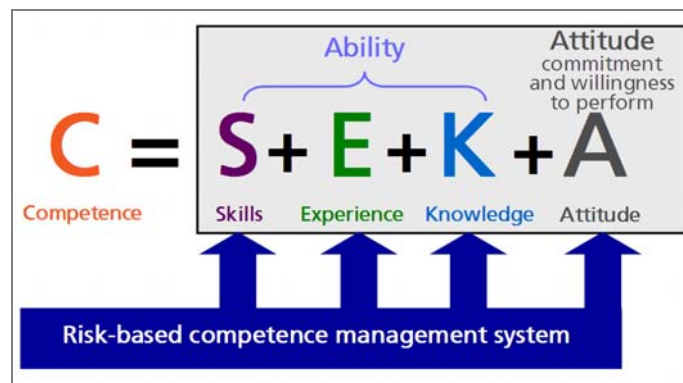 Ability
Attitude
commitment
and willingness
to perform
C = S + E + K + A
Competence Skills Experience Knowledge Attitude
Risk-based competence management system